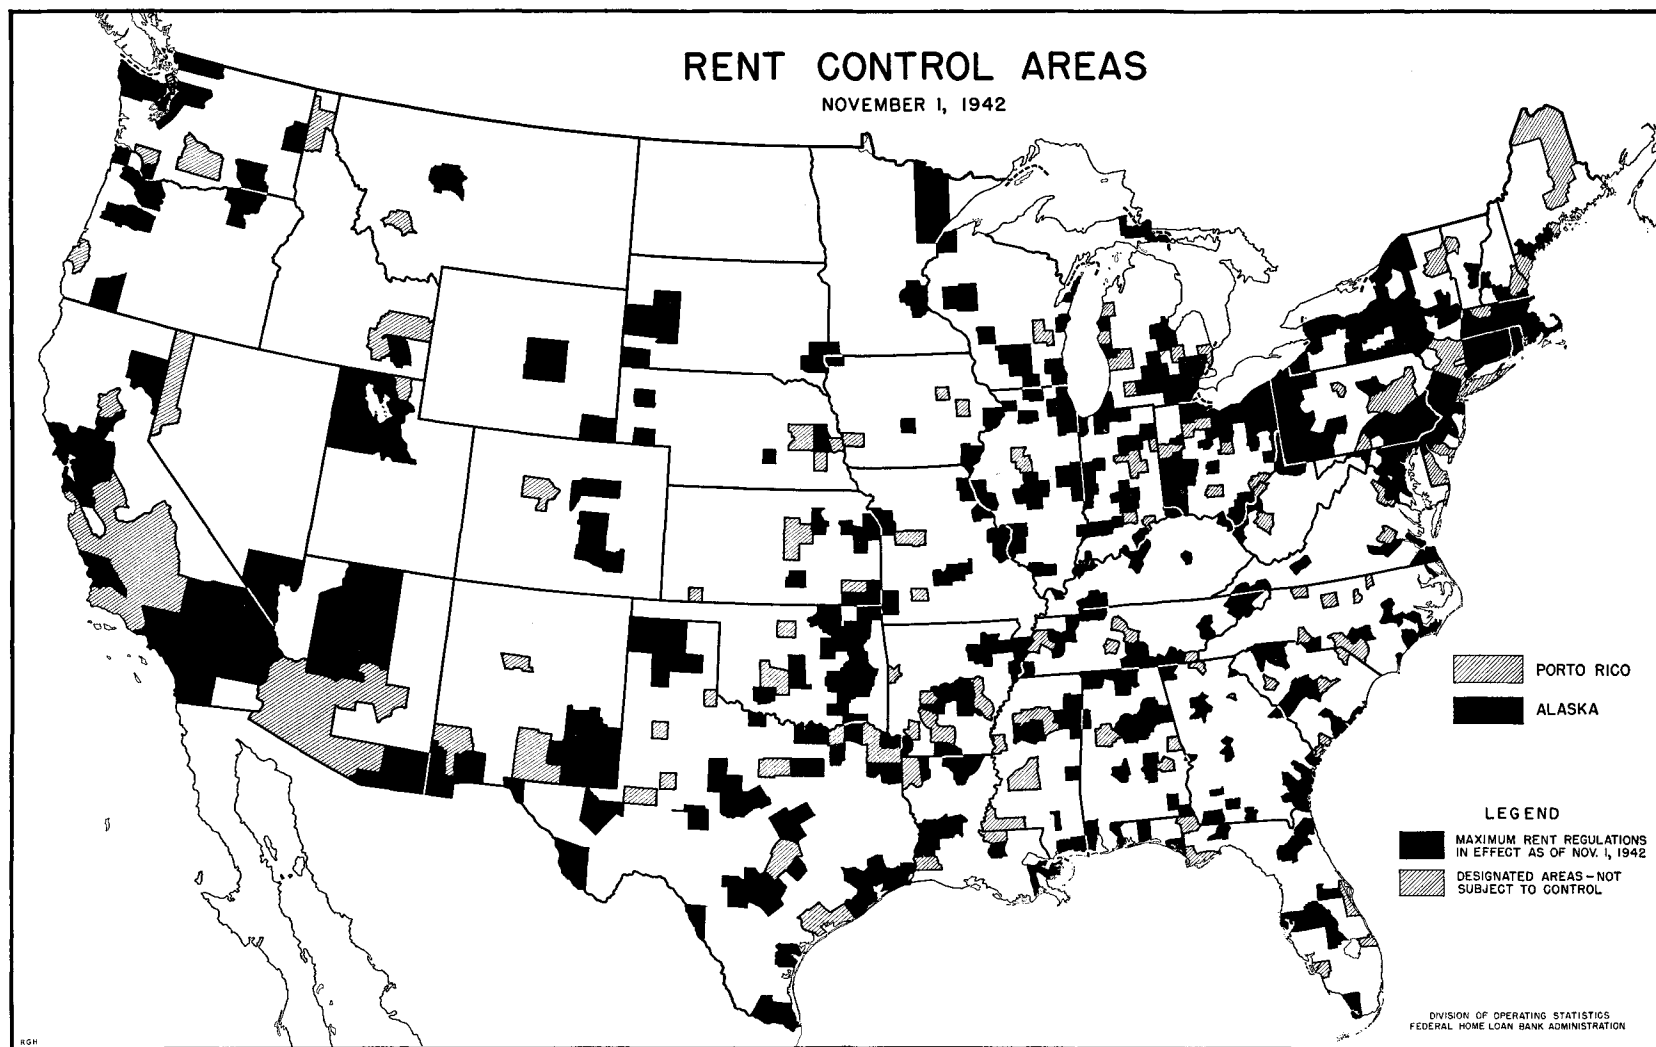 RENT CONTROL AREAS
NOVEMBER 1, 1942
PORTO RICO
ALASKA
LEGEND
MAXIMUM RENT REGULATIONS
IN EFFECT AS OF NOV. 1, 1942
DESIGNATED AREAS-NOT
SUBJECT TO CONTROL
DIVISION OF OPERATING STATISTICS
FEDERAL HOME LOAN BANK ADMINISTRATION
RGH